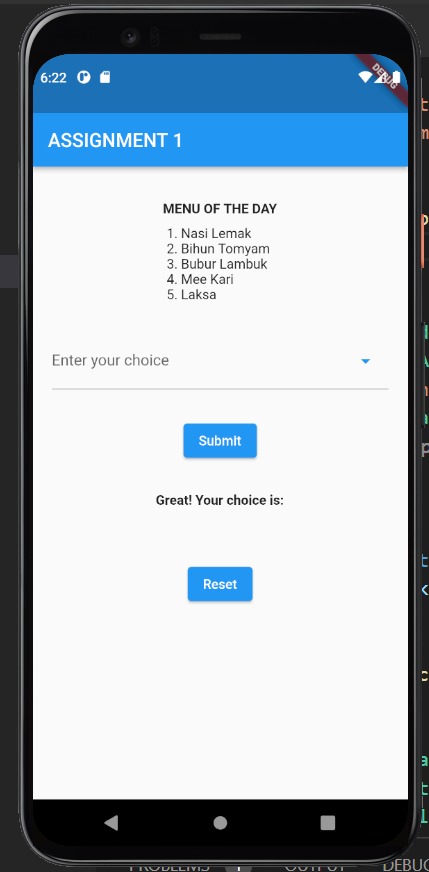 6:22
DEBUG
ASSIGNMENT 1
MENU OF THE DAY
1. Nasi Lemak
2. Bihun Tomyam
3. Bubur Lambuk
4. Mee Kari
5. Laksa
Enter your choice
Submit
Great! Your choice is:
Reset
PROBLEMS
OUTPUT